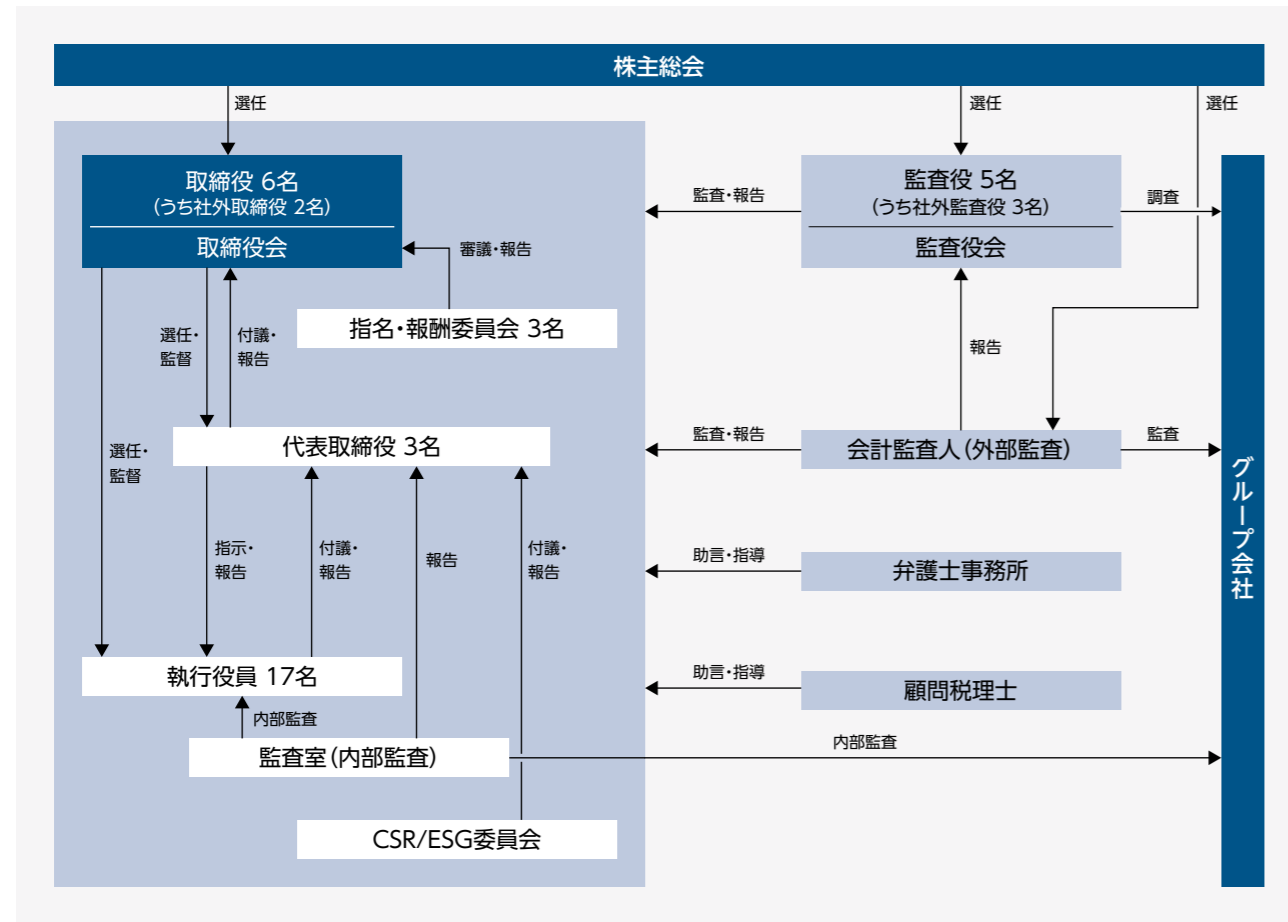 株主総会
選任
選任
選任
取締役 6名
(うち社外取締役 2名)
取締役会
監査・報告
監査役 5名
(うち社外監査役 3名)
監査役会
調査
審議・報告
指名・報酬委員会 3名
選任・
監督
付議・
報告
報告
選任・
監督
代表取締役 3名
監査・報告
会計監査人(外部監査)
監査
グループ会社
指示・
報告
付議・
報告
報告
付議・
報告
助言・指導
弁護士事務所
執行役員 17名
助言・指導
顧問税理士
内部監査
監査室(内部監査)
内部監査
CSR/ESG委員会